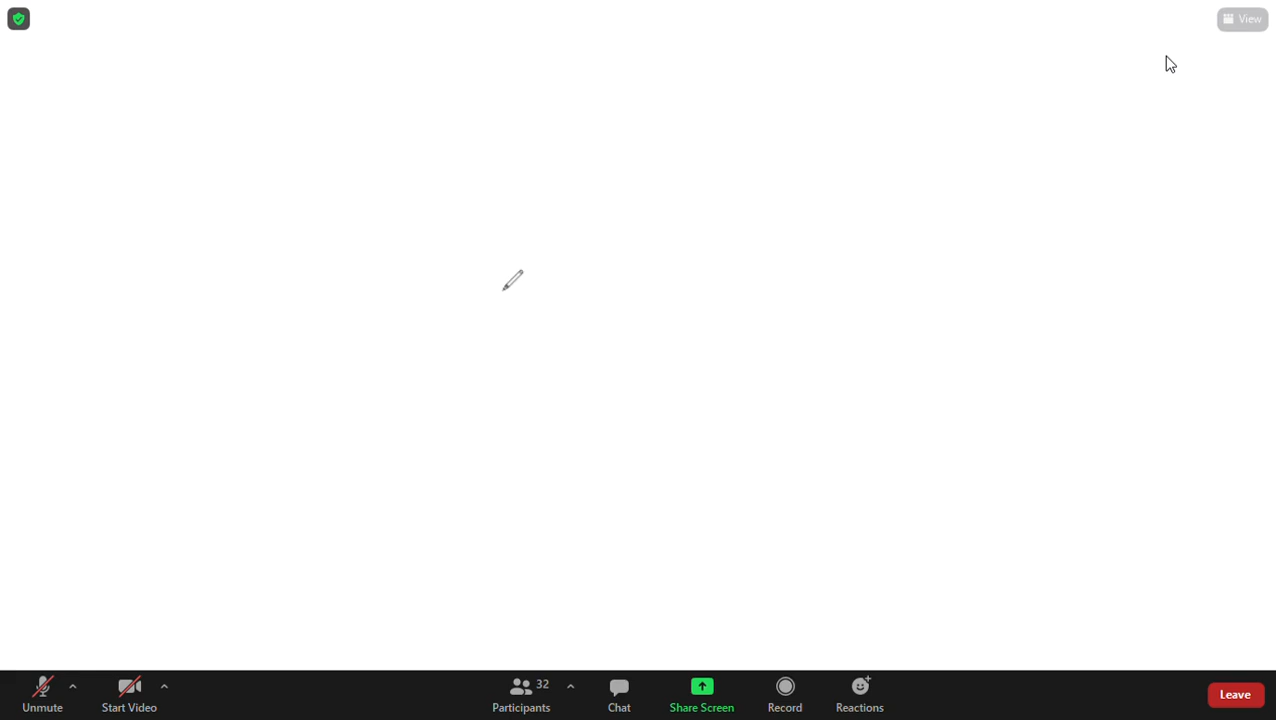 View
Unmute
Start Video
32
Participants
Chat
Share Screen
Record
Reactions
Leave